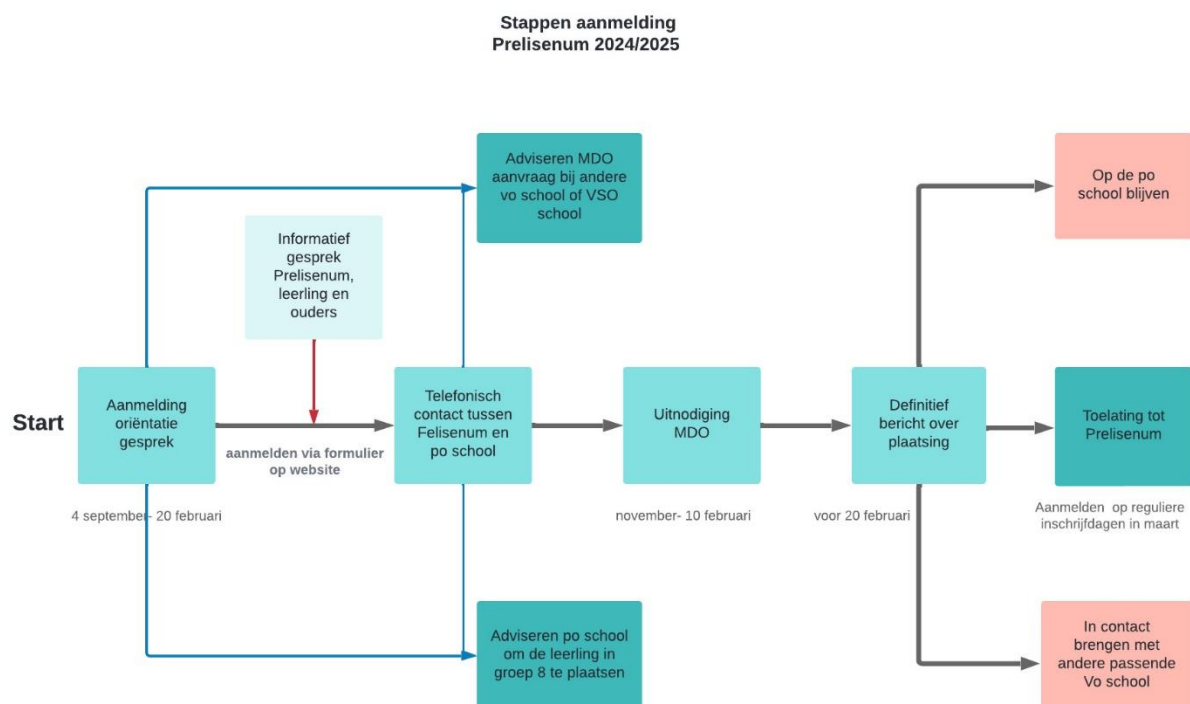 Stappen aanmelding
Prelisenum 2024/2025
Adviseren MDO
aanvraag bij andere
vo school of VSO
school
Op de po
school blijven
Informatief
gesprek
Prelisenum,
leerling en
ouders
Start
Aanmelding
oriëntatie
gesprek
aanmelden via formulier
op website
Telefonisch
contact tussen
Felisenum en
po school
Uitnodiging
MDO
Definitief
bericht over
plaatsing
Toelating tot
Prelisenum
4 september- 20 februari
november- 10 februari
voor 20 februari
Aanmelden op reguliere
inschrijfdagen in maart
Adviseren po school
om de leerling in
groep 8 te plaatsen
In contact
brengen met
andere passende
Vo school